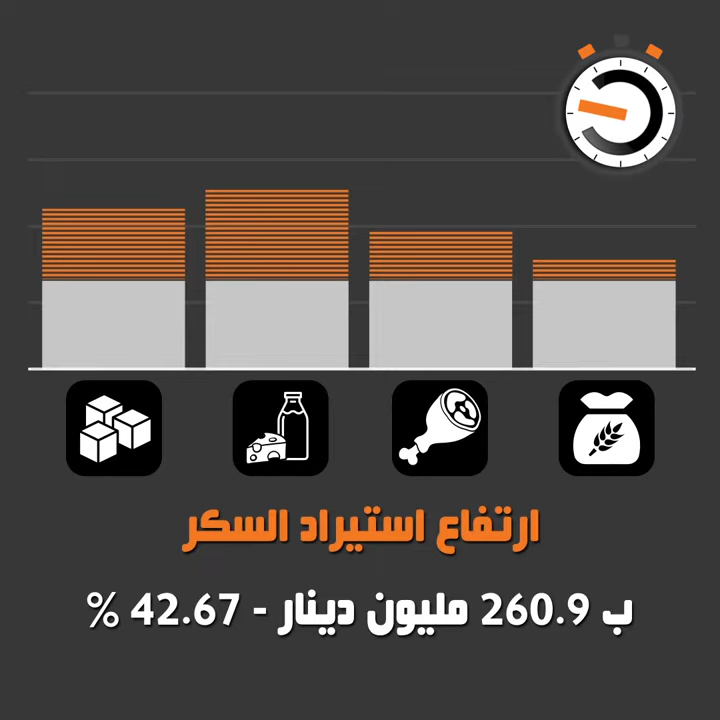 ارتفاع استيراد السكر
ب 260.9 مليون دينار - 42.67 %